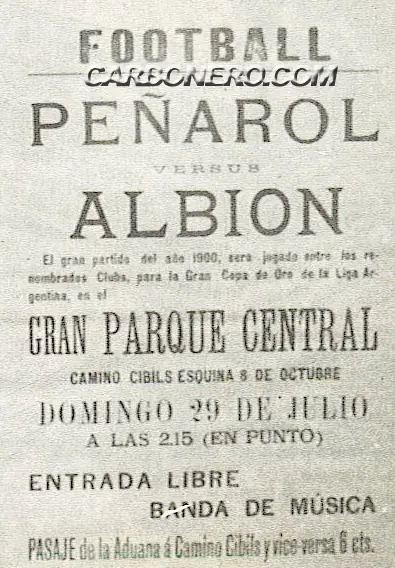 FOOTBALL
CARBONERO.COM
PEÑAROL
VERSUS
ALBION
El gran partido del año 1900, sera jugado entre los re-
nombrados Clubs, para la Gran Copa de Oro de la Liga Ar-
gentina, en el
GRAN PARQUE CENTRAL
CAMINO CIBILS ESQUINA 8 DE OCTUBRE
DOMINGO 29 DE JULIO
A LAS 2.15 (EN PUNTO)
ENTRADA LIBRE
BANDA DE MÚSICA
PASAJE de la Aduana á Camino Cibils y vice-versa 6 cts.